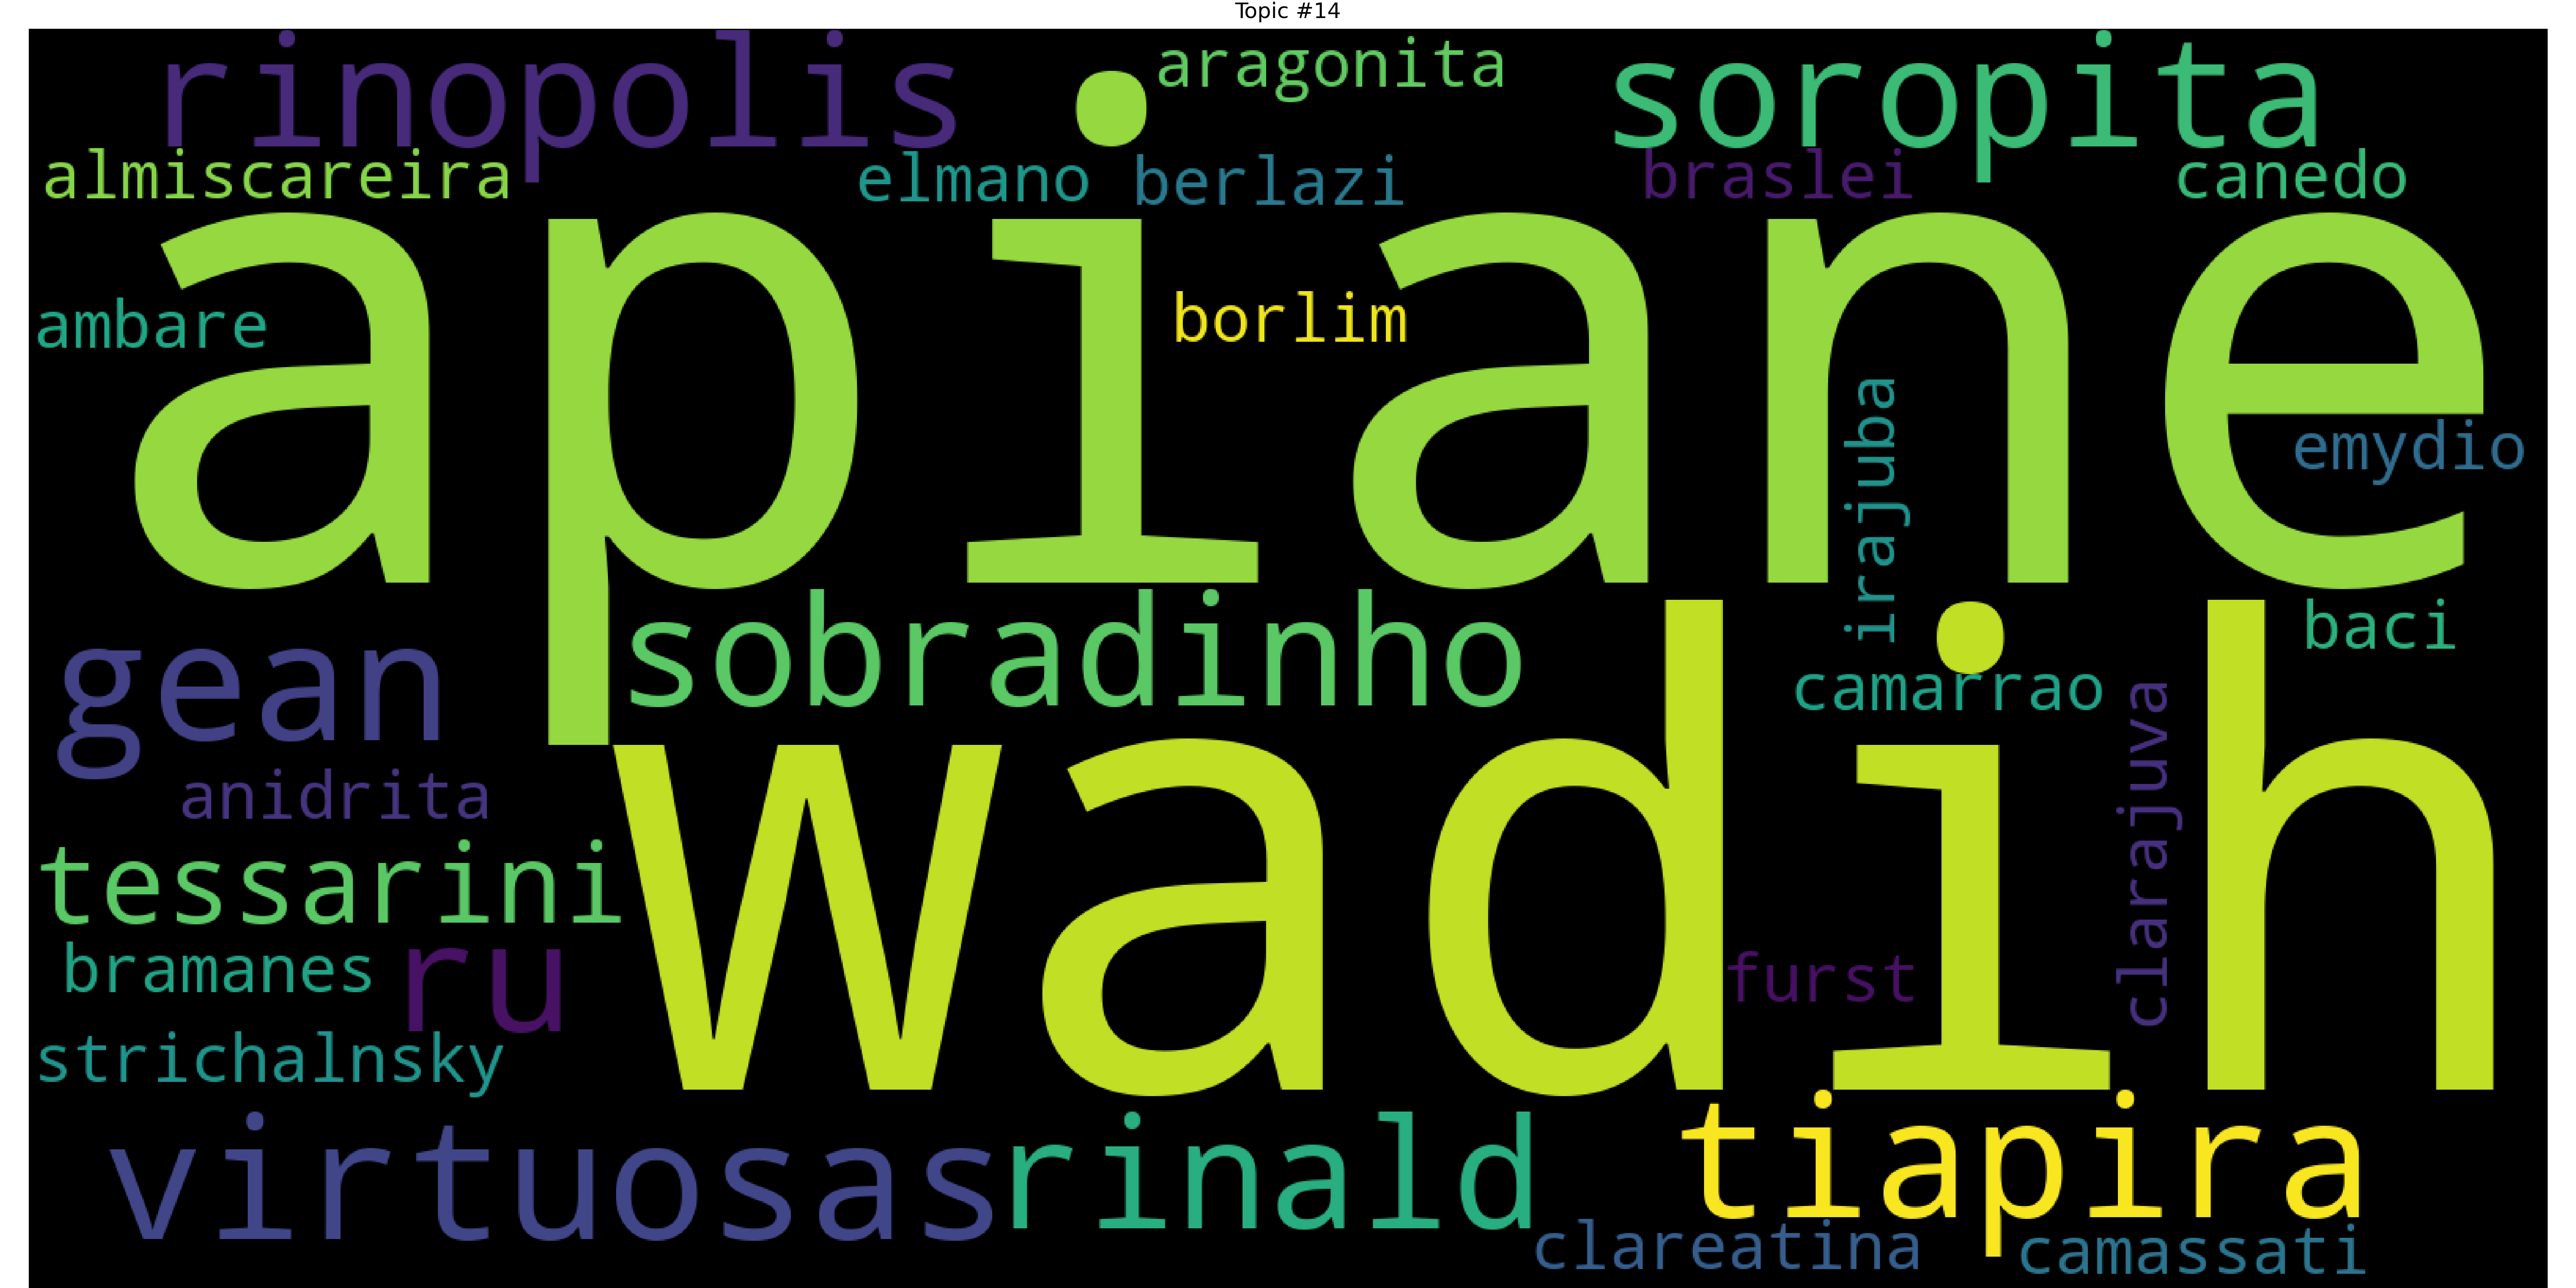 Topic #14
rinopolis
aragonita
soropita
almiscareira
elmano
berlazi
braslei
canedo
apiane
ambare
borlim
irajuba
emydio
gean
sobradinho
baci
camarrao
clarajuva
anidrita
wadih
tessarini
bramanes
ru
furst
strichalnsky
virtuosas
rinald
tiapira
clareatina
camassati